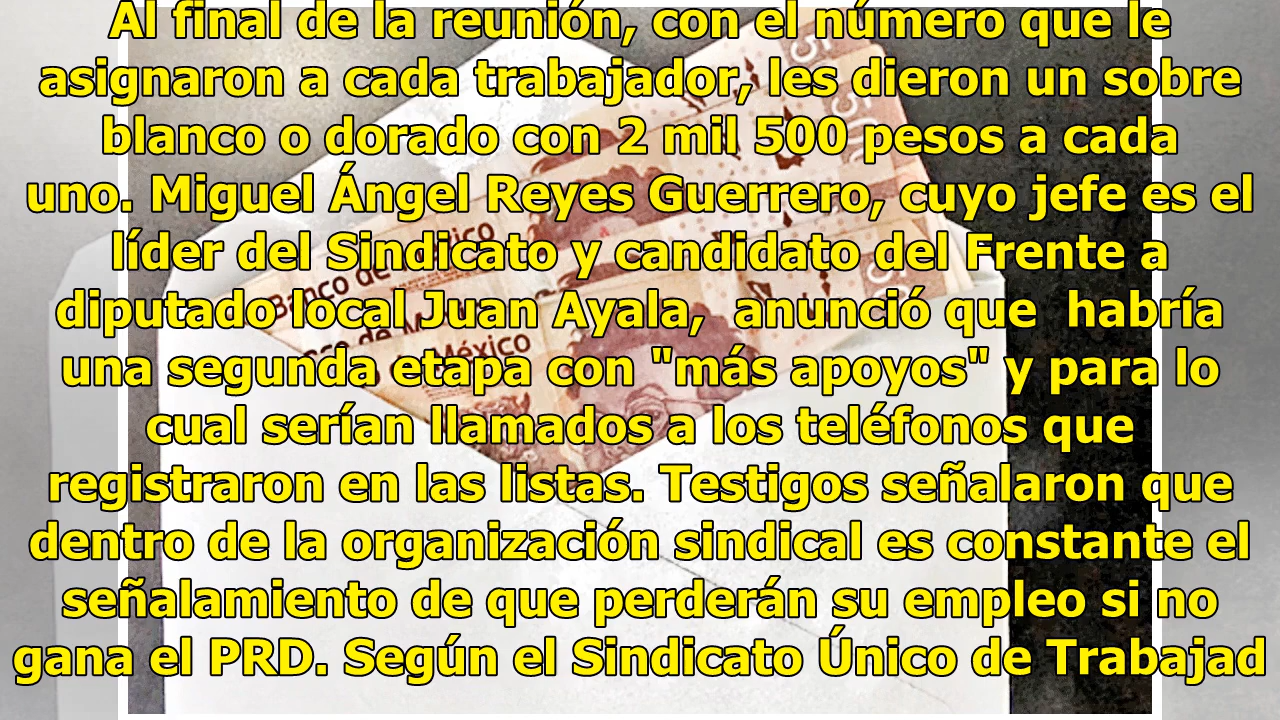 Al final de la reunión, con el número que le
asignaron a cada trabajador, les dieron un sobre
blanco o dorado con 2 mil 500 pesos a cada
uno. Miguel Ángel Reyes Guerrero, cuyo jefe es el
líder del Sindicato y candidato del Frente a
diputado local Juan Ayala,  anunció que  habría
una segunda etapa con "más apoyos" y para lo
cual serían llamados a los teléfonos que
registraron en las listas. Testigos señalaron que
dentro de la organización sindical es constante el
señalamiento de que perderán su empleo si no
gana el PRD. Según el Sindicato Único de Trabajad